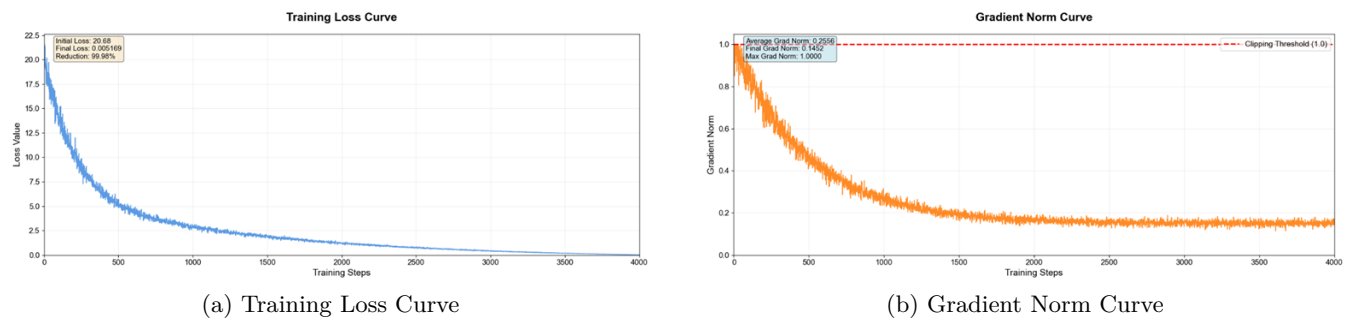 Training Loss Curve
22.5
20.0
17.5
15.0
12.5
10.0
7.5
5.0
2.5
0.0
Loss Value
Initial Loss: 20.68
Final Loss: 0.005169
Reduction: 99.98%
0 500 1000 1500 2000 2500 3000 3500 4000
Training Steps
(a) Training Loss Curve
Gradient Norm Curve
1.0
0.8
0.6
0.4
0.2
0.0
Gradient Norm
Average Grad Norm: 0.2556
Final Grad Norm: 0.1452
Max Grad Norm: 1.0000
Clipping Threshold (1.0)
0 500 1000 1500 2000 2500 3000 3500 4000
Training Steps
(b) Gradient Norm Curve